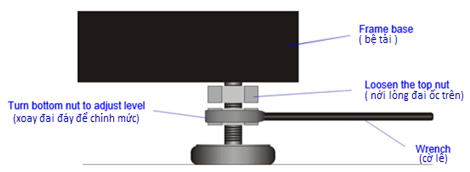 Frame base
( bệ tải )
Loosen the top nut
( nới lỏng đai ốc trên)
Turn bottom nut to adjust level
(xoay đai đáy để chỉnh mức)
Wrench
(cờ lê)